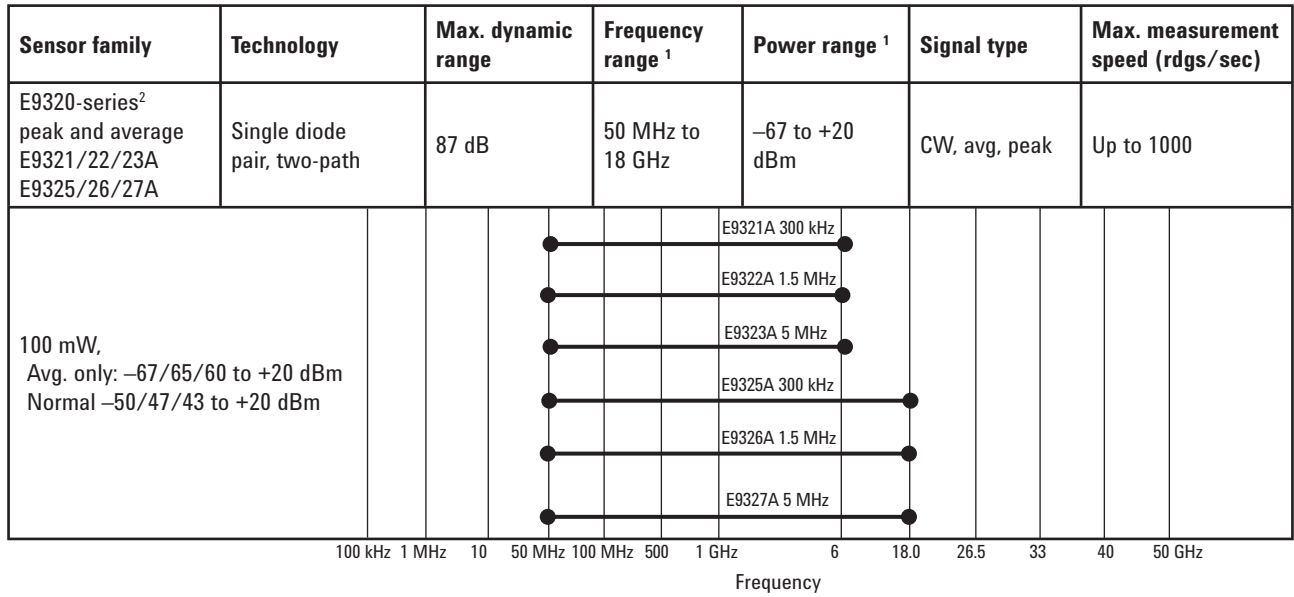 Sensor family Technology Max. dynamic range Frequency range 1 Power range 1 Signal type Max. measurement speed (rdgs/sec)
E9320-series2
peak and average
E9321/22/23A
E9325/26/27A
Single diode
pair, two-path
87 dB
50 MHz to
18 GHz
–67 to +20
dBm
CW, avg, peak
Up to 1000
100 mW,
Avg. only: –67/65/60 to +20 dBm
Normal –50/47/43 to +20 dBm
E9321A 300 kHz
E9322A 1.5 MHz
E9323A 5 MHz
E9325A 300 kHz
E9326A 1.5 MHz
E9327A 5 MHz
100 kHz 1 MHz 10 50 MHz 100 MHz 500 1 GHz 6 18.0 26.5 33 40 50 GHz
Frequency